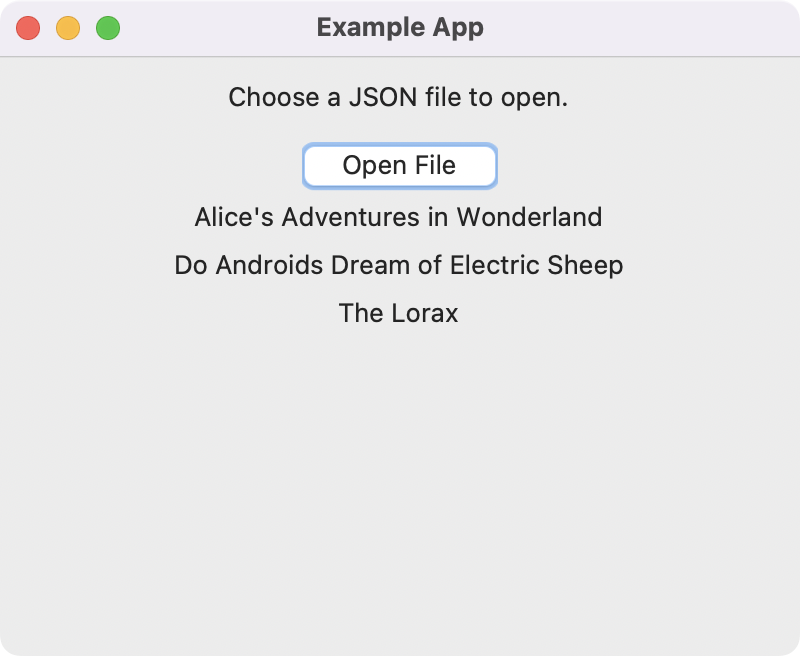 Example App
Choose a JSON file to open.
Open File
Alice's Adventures in Wonderland
Do Androids Dream of Electric Sheep
The Lorax